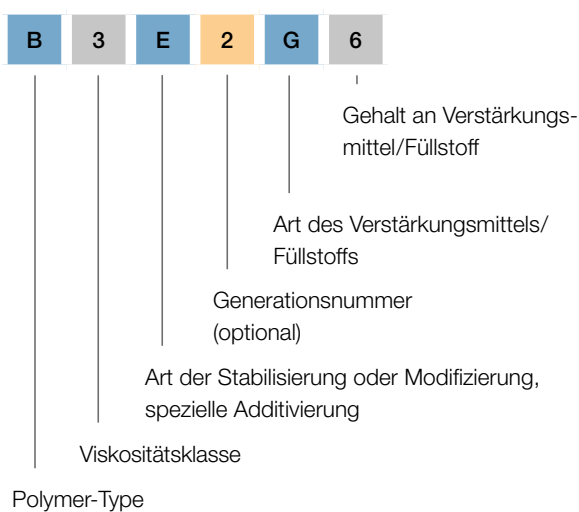 B 3 E 2 G 6
Gehalt an Verstärkungs-
mittel/Füllstoff
Art des Verstärkungsmittels/
Füllstoffs
Generationsnummer
(optional)
Art der Stabilisierung oder Modifizierung,
spezielle Additivierung
Viskositätsklasse
Polymer-Type